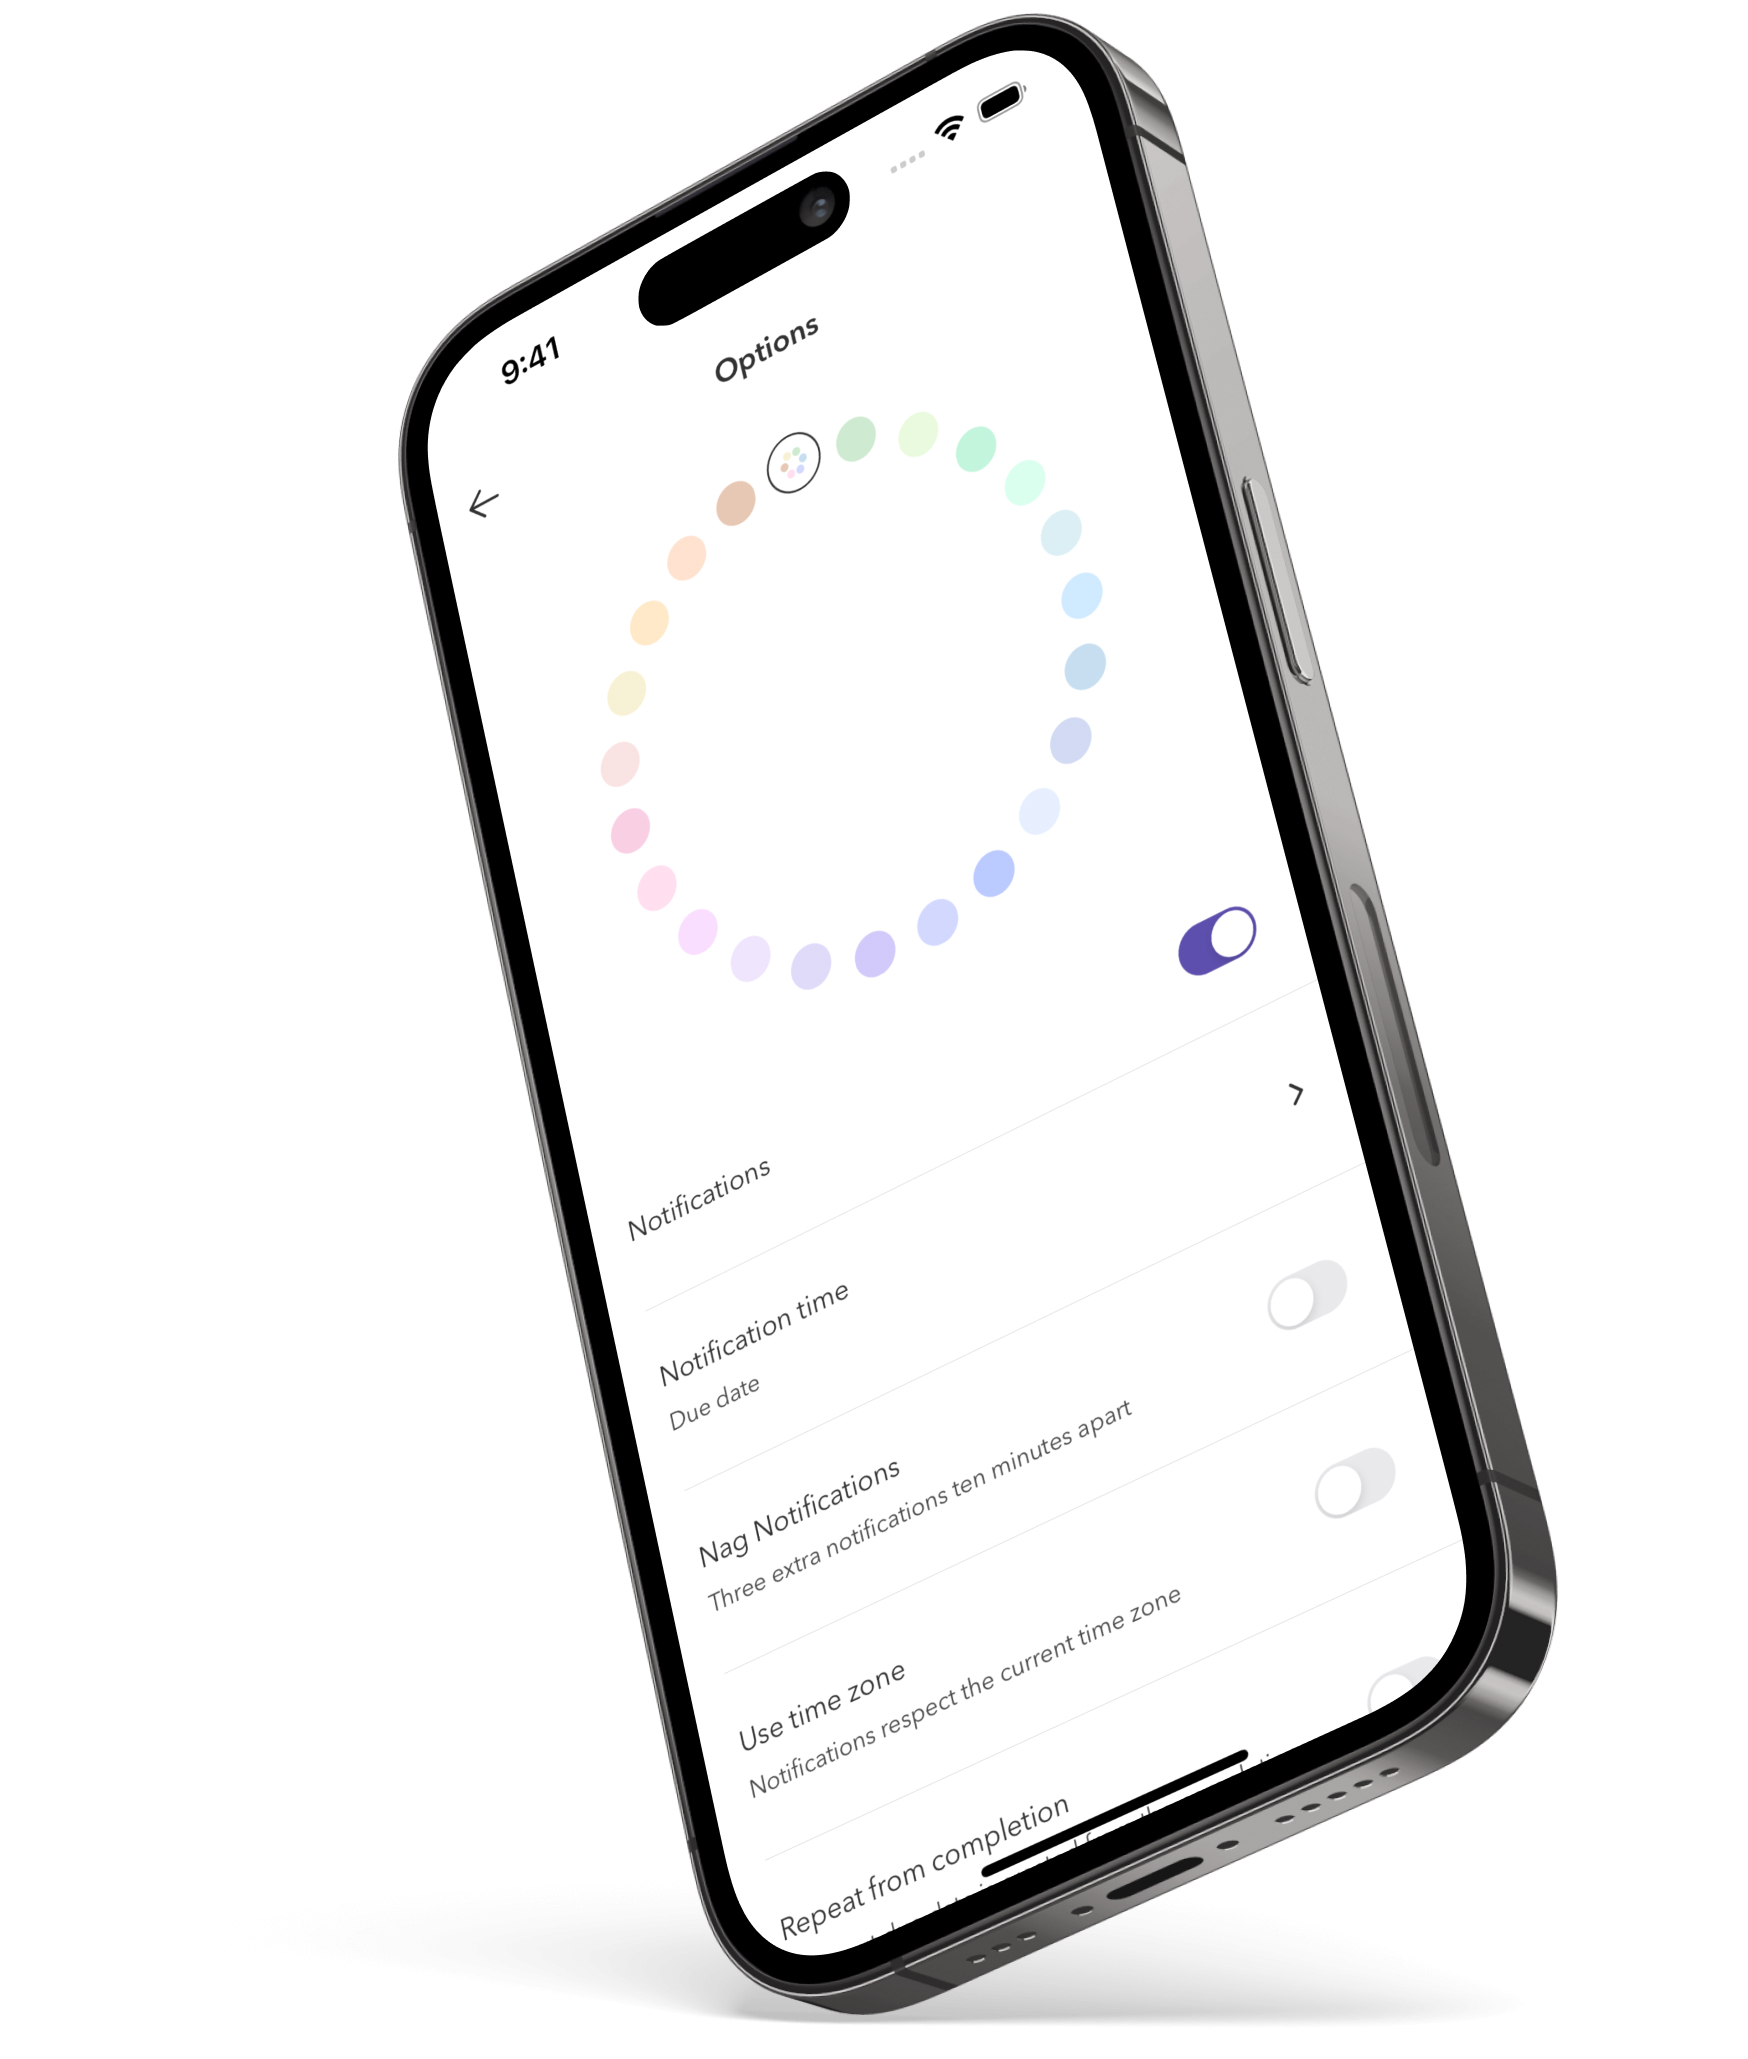 9:41
Options
Notifications
Notification time
Due date
Nag Notifications
Three extra notifications ten minutes apart
Use time zone
Notifications respect the current time zone
Repeat from completion